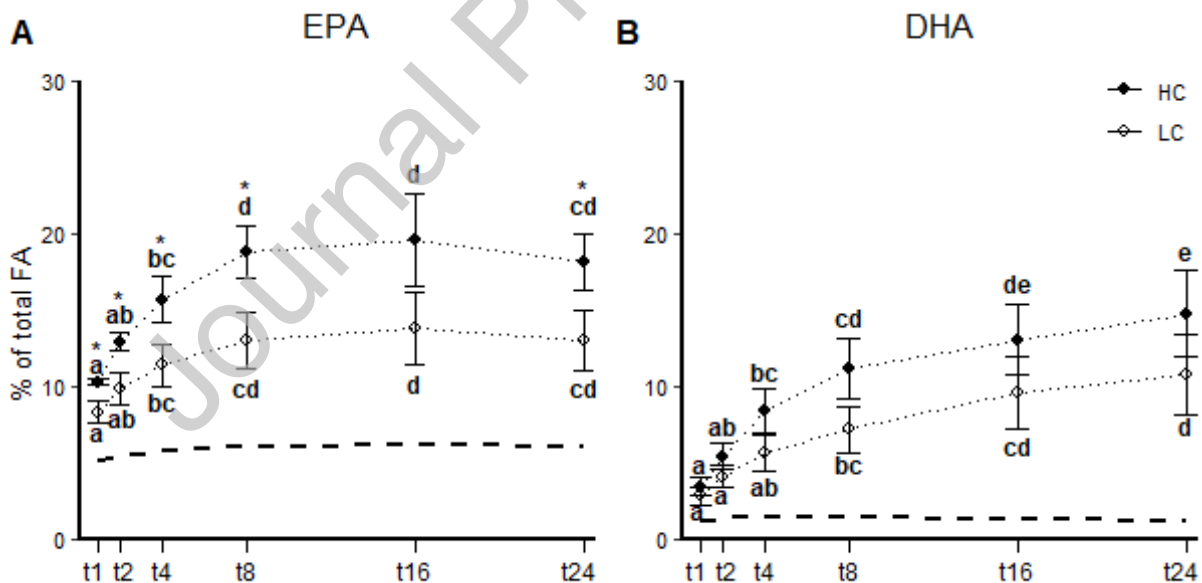 A
EPA
30
20
10
0
% of total FA
* a
* ab
* bc
* d
d
* cd
a
ab
bc
cd
d
cd
t1 t2 t4 t8 t16 t24
B
DHA
30
20
10
0
HC
LC
a
ab
bc
cd
de
e
a
a
ab
bc
cd
d
t1 t2 t4 t8 t16 t24
Journal